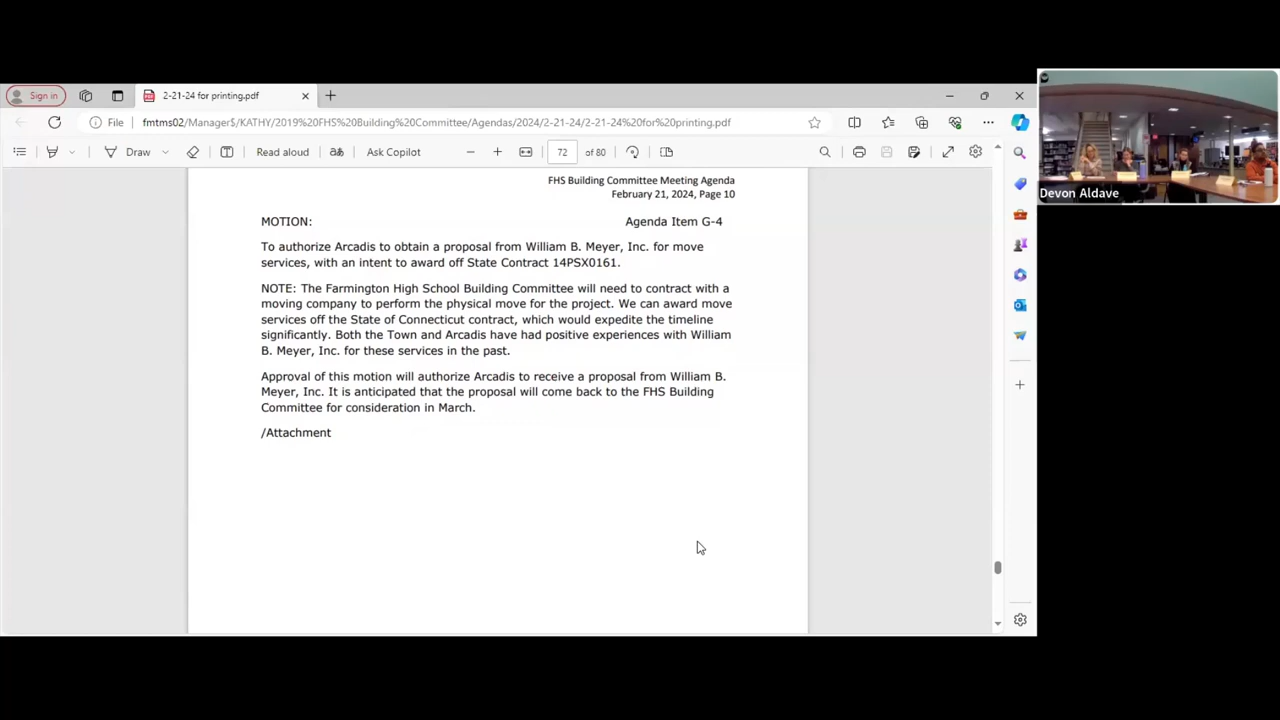 Sign in
2-21-24 for printing.pdf
File
fmtms02/Manager$/KATHY/2019%20FHS%20Building%20Committee/Agendas/2024/2-21-24/2-21-24%20for%20printing.pdf
Draw
Read aloud
Ask Copilot
72
of 80
Devon Aldave
FHS Building Committee Meeting Agenda
February 21, 2024, Page 10
MOTION: Agenda Item G-4
To authorize Arcadis to obtain a proposal from William B. Meyer, Inc. for move
services, with an intent to award off State Contract 14PSX0161.
NOTE: The Farmington High School Building Committee will need to contract with a
moving company to perform the physical move for the project. We can award move
services off the State of Connecticut contract, which would expedite the timeline
significantly. Both the Town and Arcadis have had positive experiences with William
B. Meyer, Inc. for these services in the past.
Approval of this motion will authorize Arcadis to receive a proposal from William B.
Meyer, Inc. It is anticipated that the proposal will come back to the FHS Building
Committee for consideration in March.
/Attachment